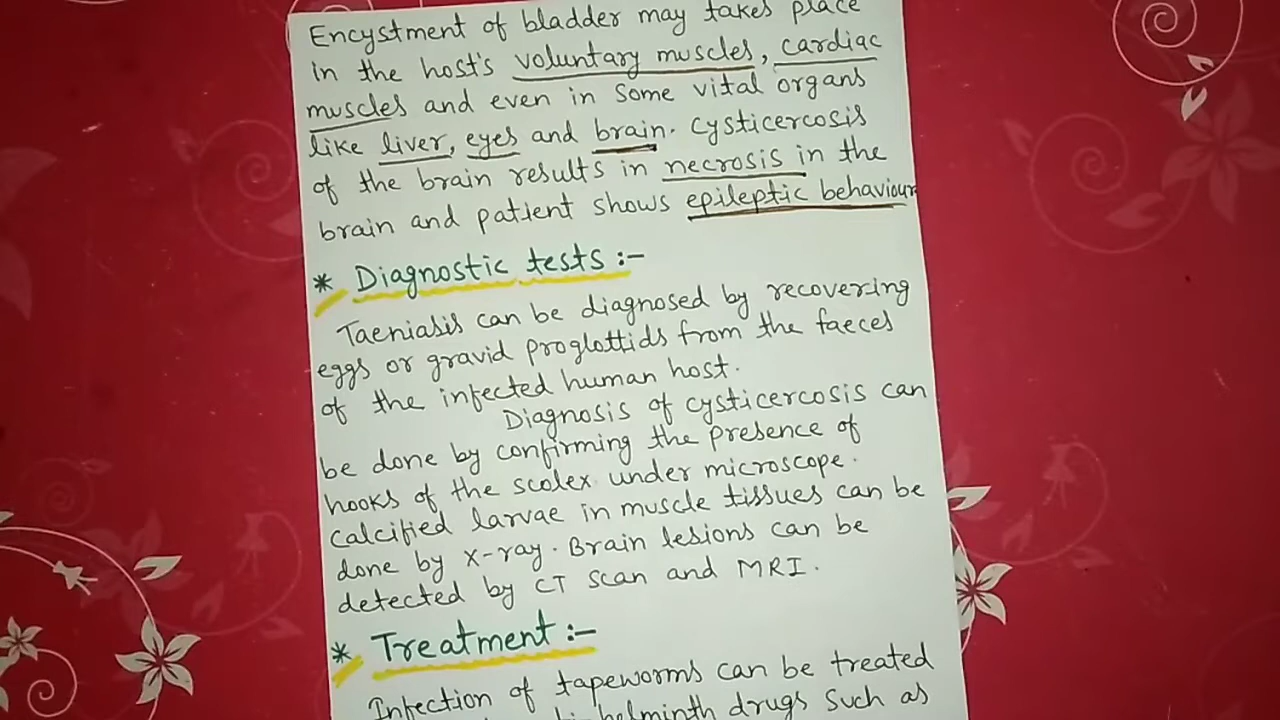 Encystment of bladder may takes place
in the host's voluntary muscles, cardiac
muscles and even in some vital organs
like liver, eyes and brain. Cysticercosis
of the brain results in necrosis in the
brain and patient shows epileptic behaviour
* Diagnostic tests :-
Taeniasis can be diagnosed by recovering
eggs or gravid proglottids from the faeces
of the infected human host.
Diagnosis of cysticercosis can
be done by confirming the presence of
hooks of the scolex under microscope.
Calcified larvae in muscle tissues can be
done by X-ray. Brain lesions can be
detected by CT scan and MRI.
* Treatment :-
Infection of tapeworms can be treated
helminth drugs such as